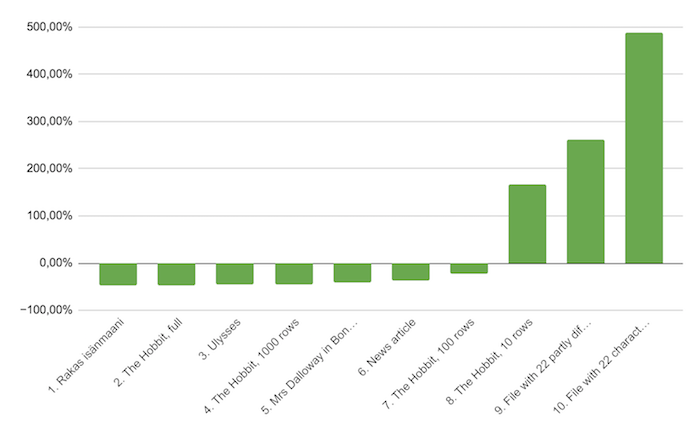 500,00%
400,00%
300,00%
200,00%
100,00%
0,00%
−100,00%
1. Rakas isänmaani
2. The Hobbit, full
3. Ulysses
4. The Hobbit, 1000 rows
5. Mrs Dalloway in Bon…
6. News article
7. The Hobbit, 100 rows
8. The Hobbit, 10 rows
9. File with 22 partly dif…
10. File with 22 charact…